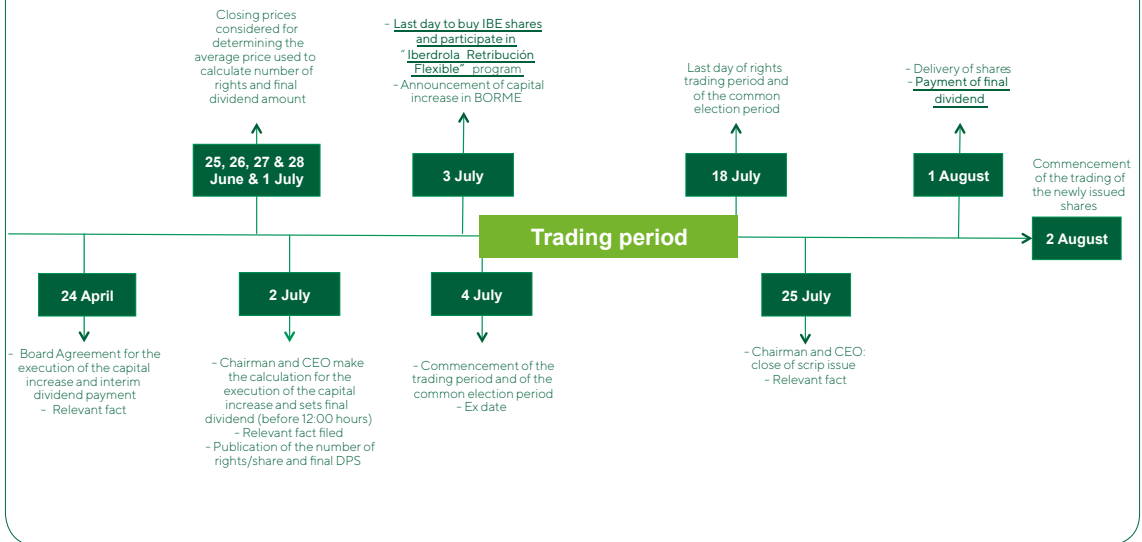 Closing prices
considered for
determining the
average price used to
calculate number of
rights and final
dividend amount
25, 26, 27 & 28
June & 1 July
- Last day to buy IBE shares
and participate in
"Iberdrola Retribución
Flexible" program
- Announcement of capital
increase in BORME
3 July
Last day of rights
trading period and
of the common
election period
18 July
- Delivery of shares
- Payment of final
dividend
1 August
Commencement
of the trading of
the newly issued
shares
2 August
Trading period
24 April
- Board Agreement for the
execution of the capital
increase and interim
dividend payment
- Relevant fact
2 July
- Chairman and CEO make
the calculation for the
execution of the capital
increase and sets final
dividend (before 12:00 hours)
- Relevant fact filed
- Publication of the number of
rights/share and final DPS
4 July
- Commencement of the
trading period and of the
common election period
- Ex date
25 July
- Chairman and CEO:
close of scrip issue
- Relevant fact